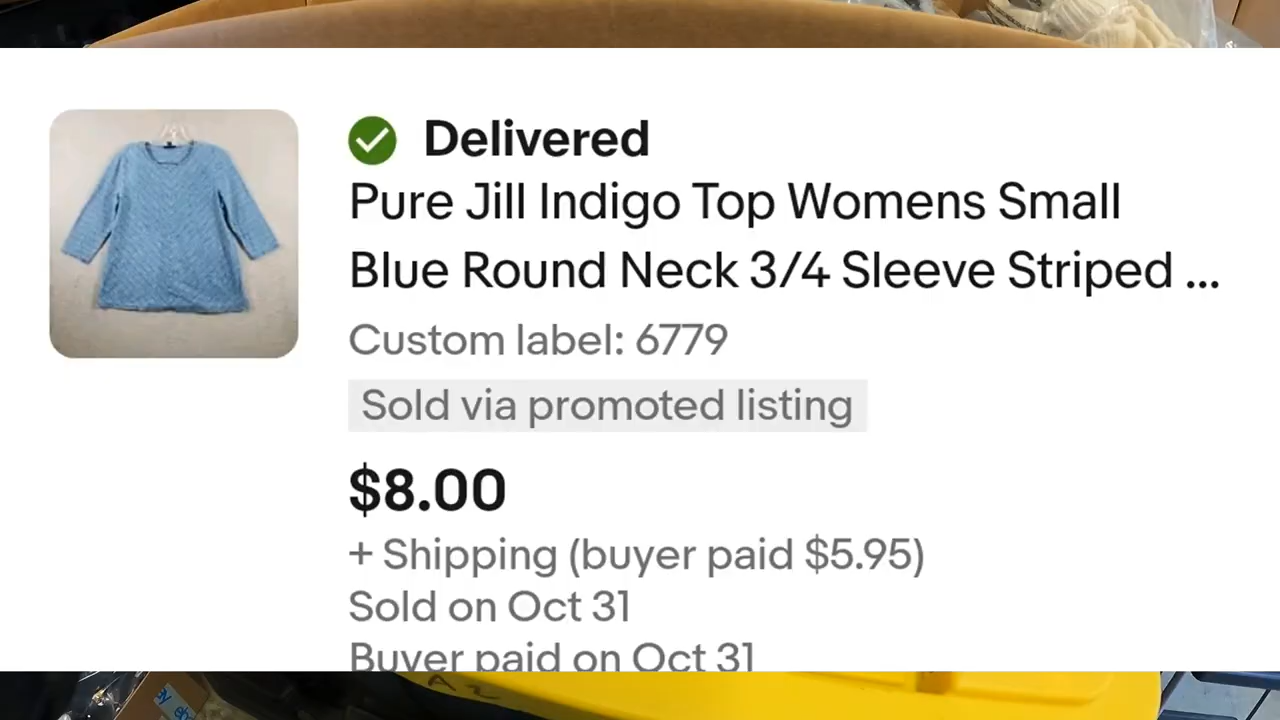 Delivered
Pure Jill Indigo Top Womens Small
Blue Round Neck 3/4 Sleeve Striped ...
Custom label: 6779
Sold via promoted listing
$8.00
+ Shipping (buyer paid $5.95)
Sold on Oct 31
Buyer paid on Oct 31
AZ